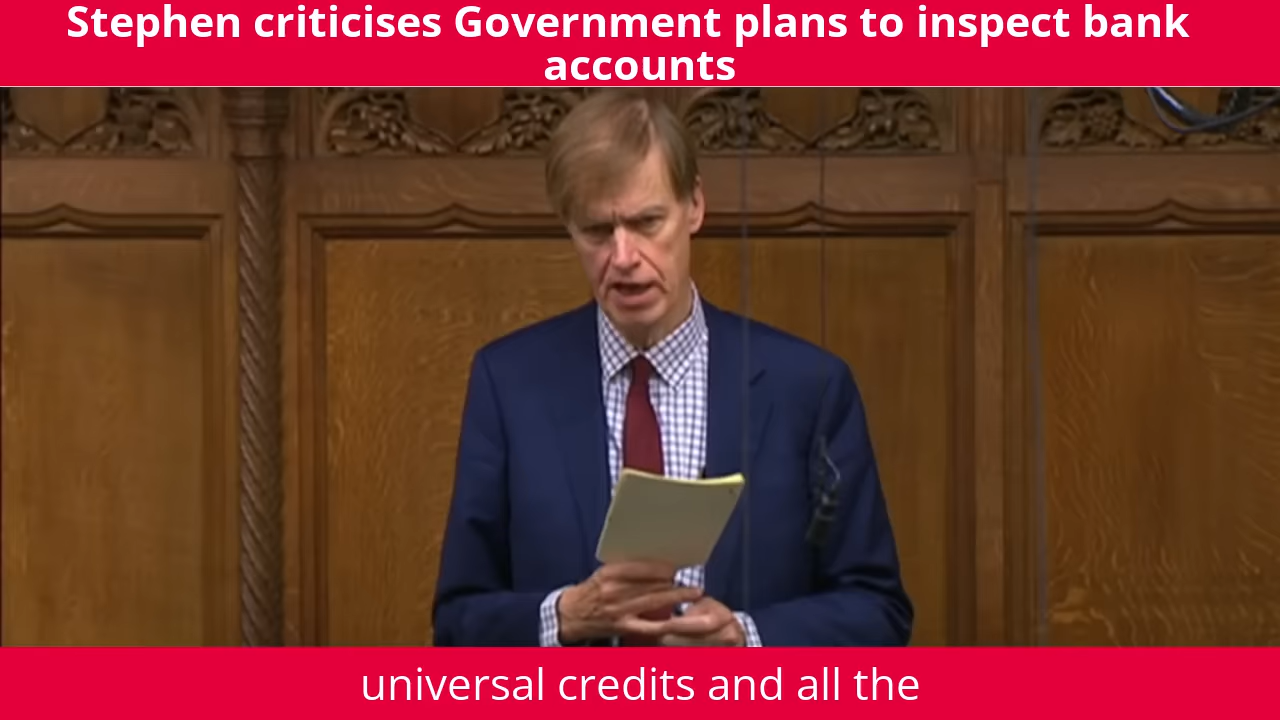 Stephen criticises Government plans to inspect bank
accounts
universal credits and all the